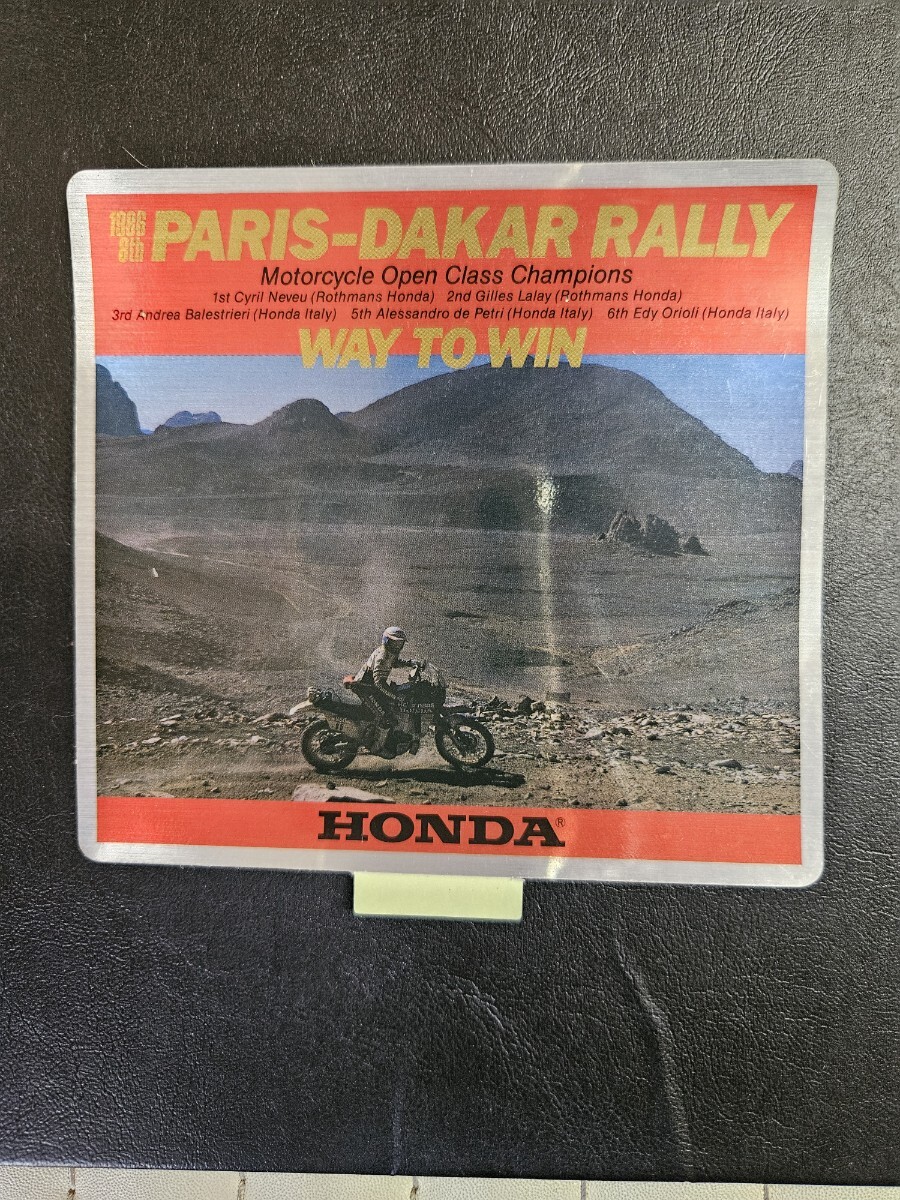 1986
8th
PARIS-DAKAR RALLY
Motorcycle Open Class Champions
1st Cyril Neveu (Rothmans Honda) 2nd Gilles Lalay (Rothmans Honda)
3rd Andrea Balestrieri (Honda Italy) 5th Alessandro de Petri (Honda Italy) 6th Edy Orioli (Honda Italy)
WAY TO WIN
HONDA®